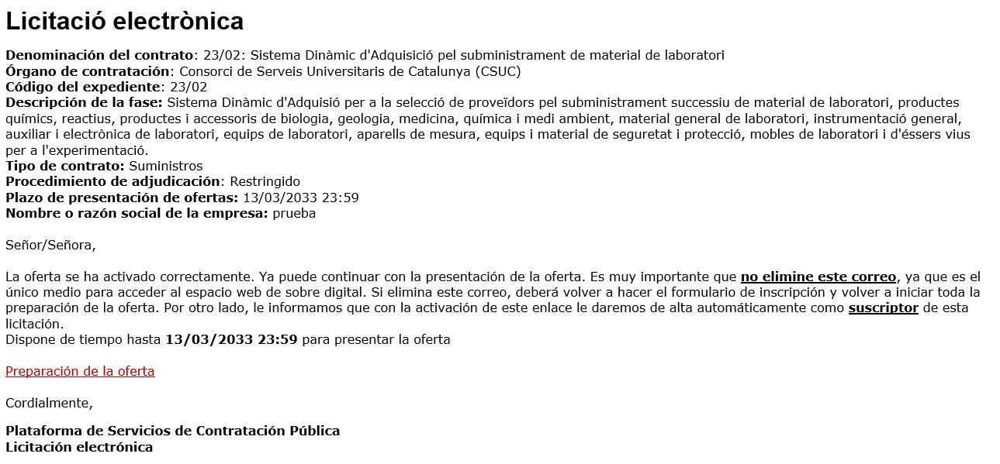 Licitació electrònica
Denominación del contrato: 23/02: Sistema Dinàmic d'Adquisició pel subministrament de material de laboratori
Órgano de contratación: Consorci de Serveis Universitaris de Catalunya (CSUC)
Código del expediente: 23/02
Descripción de la fase: Sistema Dinàmic d'Adquisió per a la selecció de proveïdors pel subministrament successiu de material de laboratori, productes
químics, reactius, productes i accessoris de biologia, geologia, medicina, química i medi ambient, material general de laboratori, instrumentació general,
auxiliar i electrònica de laboratori, equips de laboratori, aparells de mesura, equips i material de seguretat i protecció, mobles de laboratori i d'éssers vius
per a l'experimentació.
Tipo de contrato: Suministros
Procedimiento de adjudicación: Restringido
Plazo de presentación de ofertas: 13/03/2033 23:59
Nombre o razón social de la empresa: prueba
Señor/Señora,
La oferta se ha activado correctamente. Ya puede continuar con la presentación de la oferta. Es muy importante que no elimine este correo, ya que es el
único medio para acceder al espacio web de sobre digital. Si elimina este correo, deberá volver a hacer el formulario de inscripción y volver a iniciar toda la
preparación de la oferta. Por otro lado, le informamos que con la activación de este enlace le daremos de alta automáticamente como suscriptor de esta
licitación.
Dispone de tiempo hasta 13/03/2033 23:59 para presentar la oferta
Preparación de la oferta
Cordialmente,
Plataforma de Servicios de Contratación Pública
Licitación electrónica